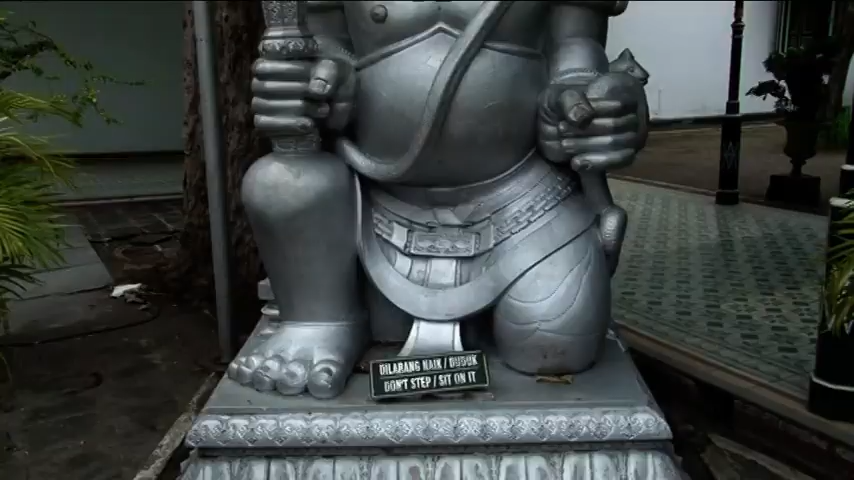 DILARANG NAIK / DUDUK
DON'T STEP / SIT ON IT